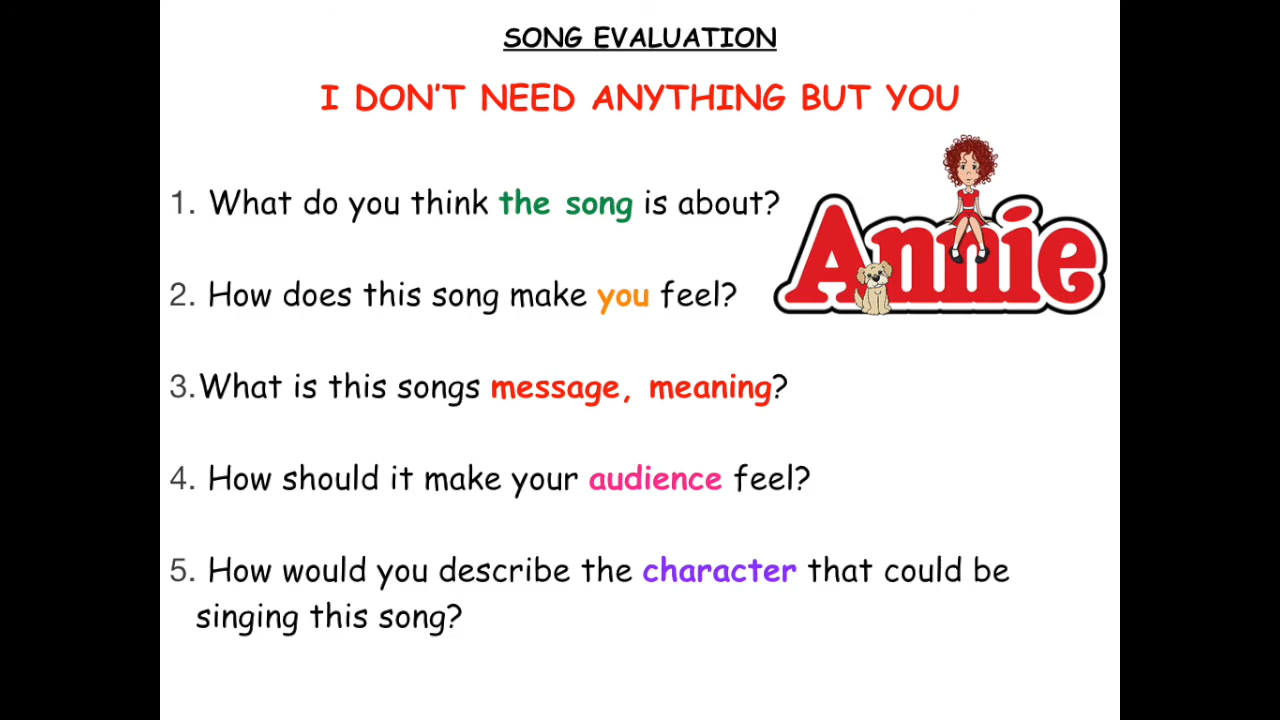 SONG EVALUATION
I DON'T NEED ANYTHING BUT YOU
1. What do you think the song is about?
Annie
2. How does this song make you feel?
3.What is this songs message, meaning?
4. How should it make your audience feel?
5. How would you describe the character that could be
singing this song?